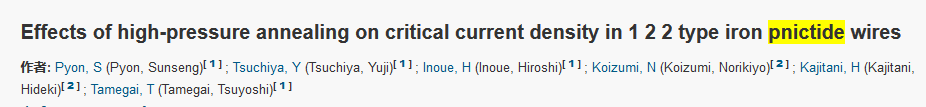 Effects of high-pressure annealing on critical current density in 1 2 2 type iron pnictide wires
作者: Pyon, S (Pyon, Sunseng)[ 1 ] ; Tsuchiya, Y (Tsuchiya, Yuji)[ 1 ] ; Inoue, H (Inoue, Hiroshi)[ 1 ] ; Koizumi, N (Koizumi, Norikiyo)[ 2 ] ; Kajitani, H (Kajitani,
Hideki)[ 2 ] ; Tamegai, T (Tamegai, Tsuyoshi)[ 1 ]